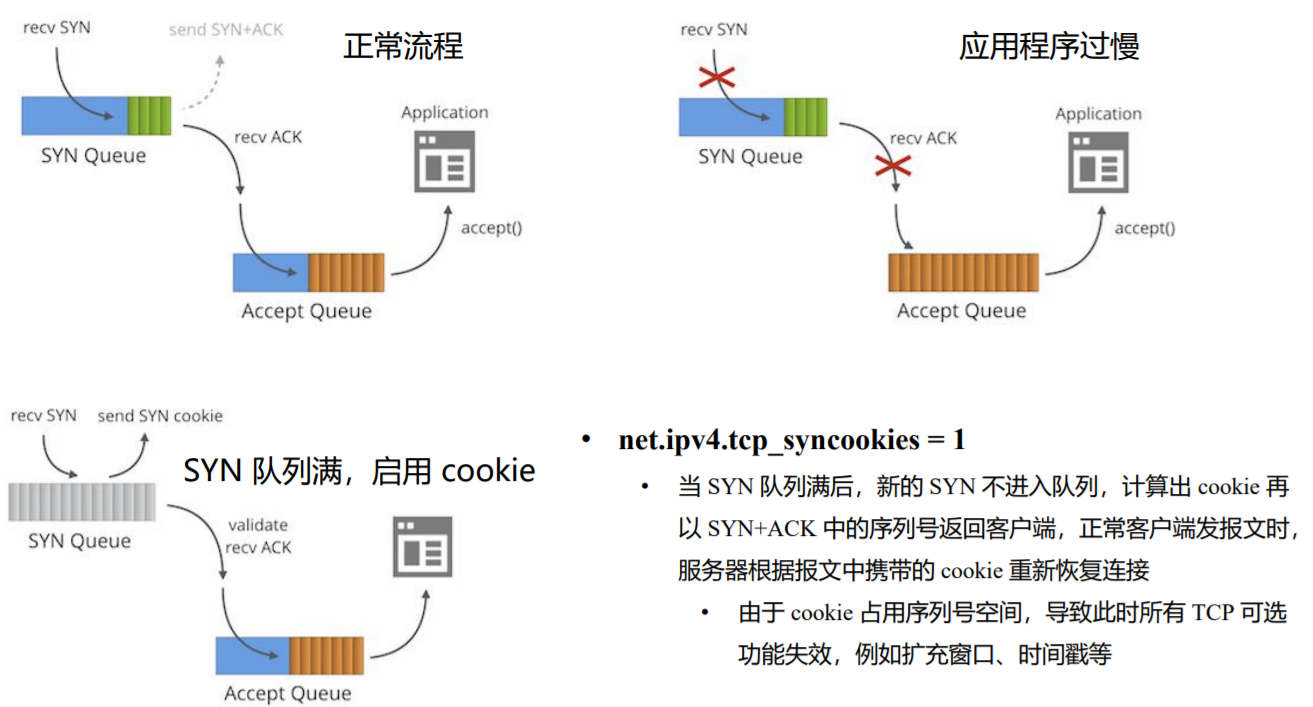 recv SYN
send SYN+ACK
正常流程
SYN Queue
recv ACK
Application
accept()
Accept Queue
recv SYN
应用程序过慢
SYN Queue
recv ACK
Application
accept()
Accept Queue
recv SYN
send SYN cookie
SYN 队列满，启用 cookie
SYN Queue
validate
recv ACK
Accept Queue
• net.ipv4.tcp_syncookies = 1
• 当 SYN 队列满后，新的 SYN 不进入队列，计算出 cookie 再
以 SYN+ACK 中的序列号返回客户端，正常客户端发报文时，
服务器根据报文中携带的 cookie 重新恢复连接
• 由于 cookie 占用序列号空间，导致此时所有 TCP 可选
功能失效，例如扩充窗口、时间戳等